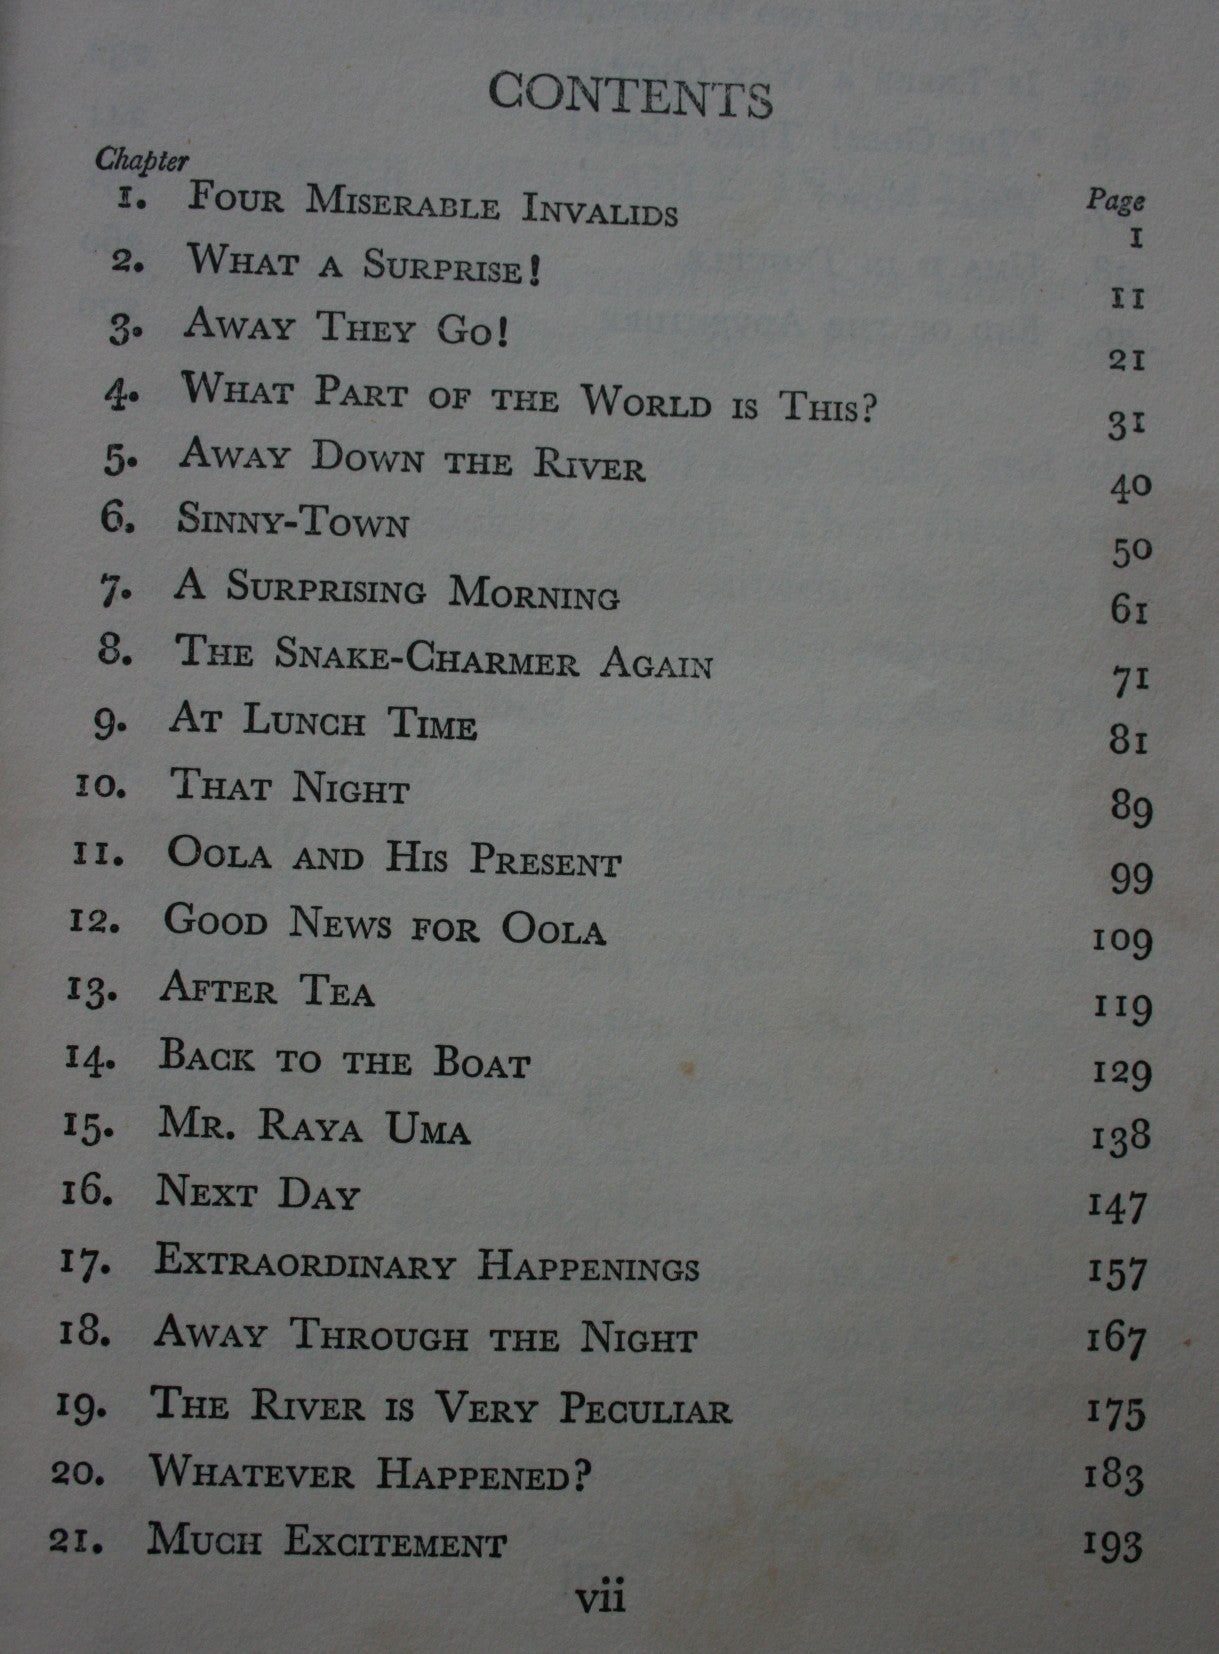 CONTENTS
Chapter Page
1. Four Miserable Invalids 1
2. What a Surprise! 11
3. Away They Go! 21
4. What Part of the World is This? 31
5. Away Down the River 40
6. Sinny-Town 50
7. A Surprising Morning 61
8. The Snake-Charmer Again 71
9. At Lunch Time 81
10. That Night 89
11. Oola and His Present 99
12. Good News for Oola 109
13. After Tea 119
14. Back to the Boat 129
15. Mr. Raya Uma 138
16. Next Day 147
17. Extraordinary Happenings 157
18. Away Through the Night 167
19. The River is Very Peculiar 175
20. Whatever Happened? 183
21. Much Excitement 193
vii